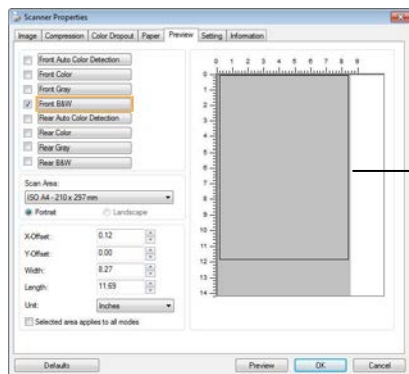 Scanner Properties
Image Compression Color Dropout Paper Preview Setting Information
Front Auto Color Detection
Front Color
Front Gray
Front B&W
Rear Auto Color Detection
Rear Color
Rear Gray
Rear B&W
Scan Area:
ISO A4 - 210 x 297 mm
Portrait Landscape
X-Offset: 0.12
Y-Offset: 0.00
Width: 8.27
Length: 11.69
Unit: Inches
Selected area applies to all modes
0 1 2 3 4 5 6 7 8 9
0
1
2
3
4
5
6
7
8
9
10
11
12
13
14
Defaults Preview OK Cancel